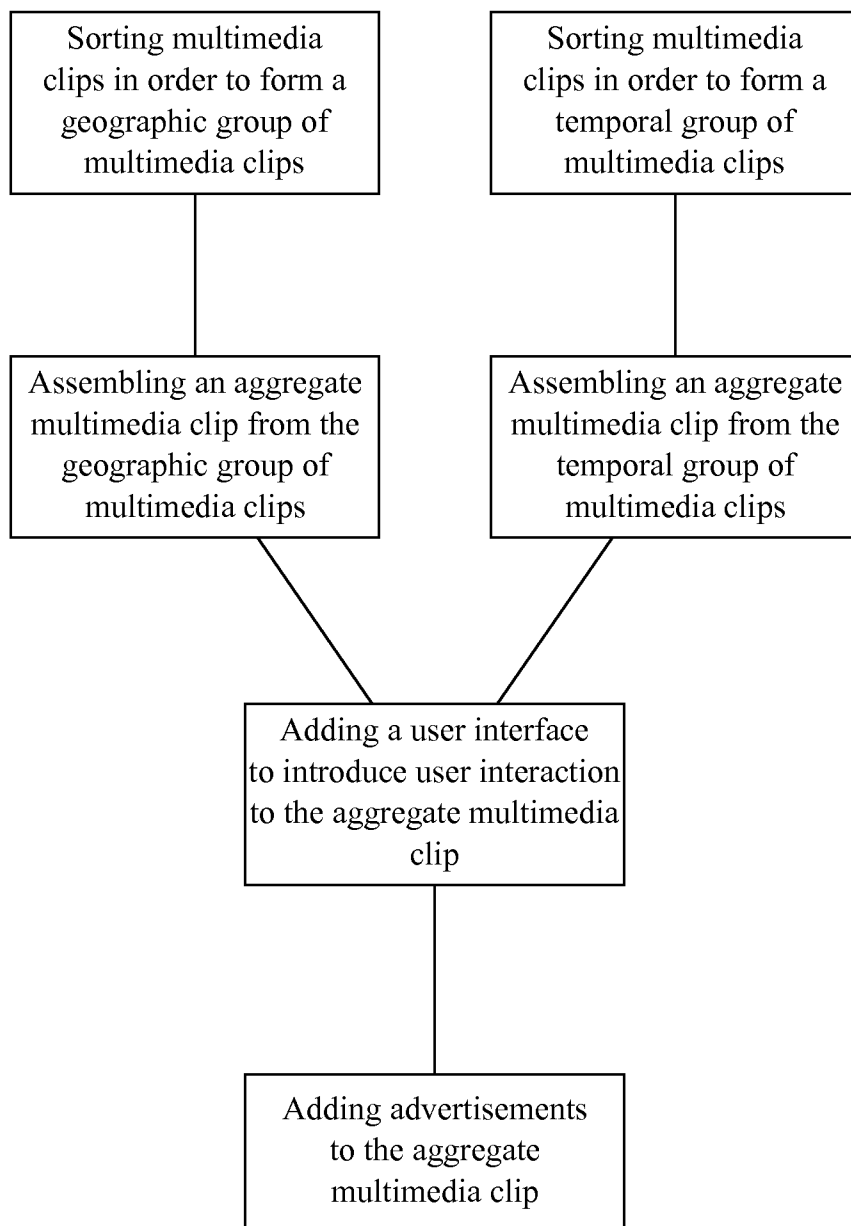 Sorting multimedia
clips in order to form a
geographic group of
multimedia clips
Sorting multimedia
clips in order to form a
temporal group of
multimedia clips
Assembling an aggregate
multimedia clip from the
geographic group of
multimedia clips
Assembling an aggregate
multimedia clip from the
temporal group of
multimedia clips
Adding a user interface
to introduce user interaction
to the aggregate multimedia
clip
Adding advertisements
to the aggregate
multimedia clip